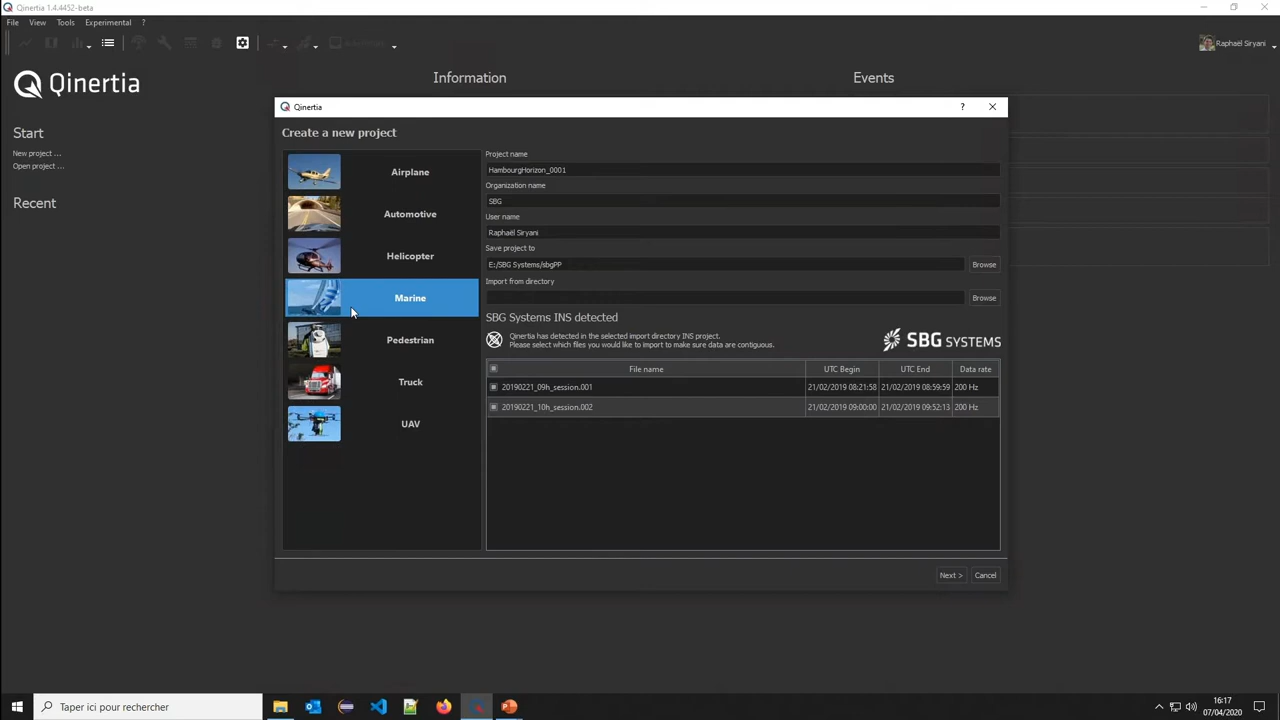 Qinertia 1.4.4452-beta
File View Tools Experimental ?
Raphaël Siryani
Qinertia
Information
Events
Start
New project ...
Open project ...
Recent
Qinertia
?
Create a new project
Airplane
Automotive
Helicopter
Marine
Pedestrian
Truck
UAV
Project name
HambourgHorizon_0001
Organization name
SBG
User name
Raphaël Siryani
Save project to
E:/SBG Systems/sbgPP
Browse
Import from directory
Browse
SBG Systems INS detected
Qinertia has detected in the selected import directory INS project.
Please select which files you would like to import to make sure data are contiguous.
SBG SYSTEMS
File name UTC Begin UTC End Data rate
20190221_09h_session.001 21/02/2019 08:21:58 21/02/2019 08:59:59 200 Hz
20190221_10h_session.002 21/02/2019 09:00:00 21/02/2019 09:52:13 200 Hz
Next > Cancel
Taper ici pour rechercher
16:17
07/04/2020